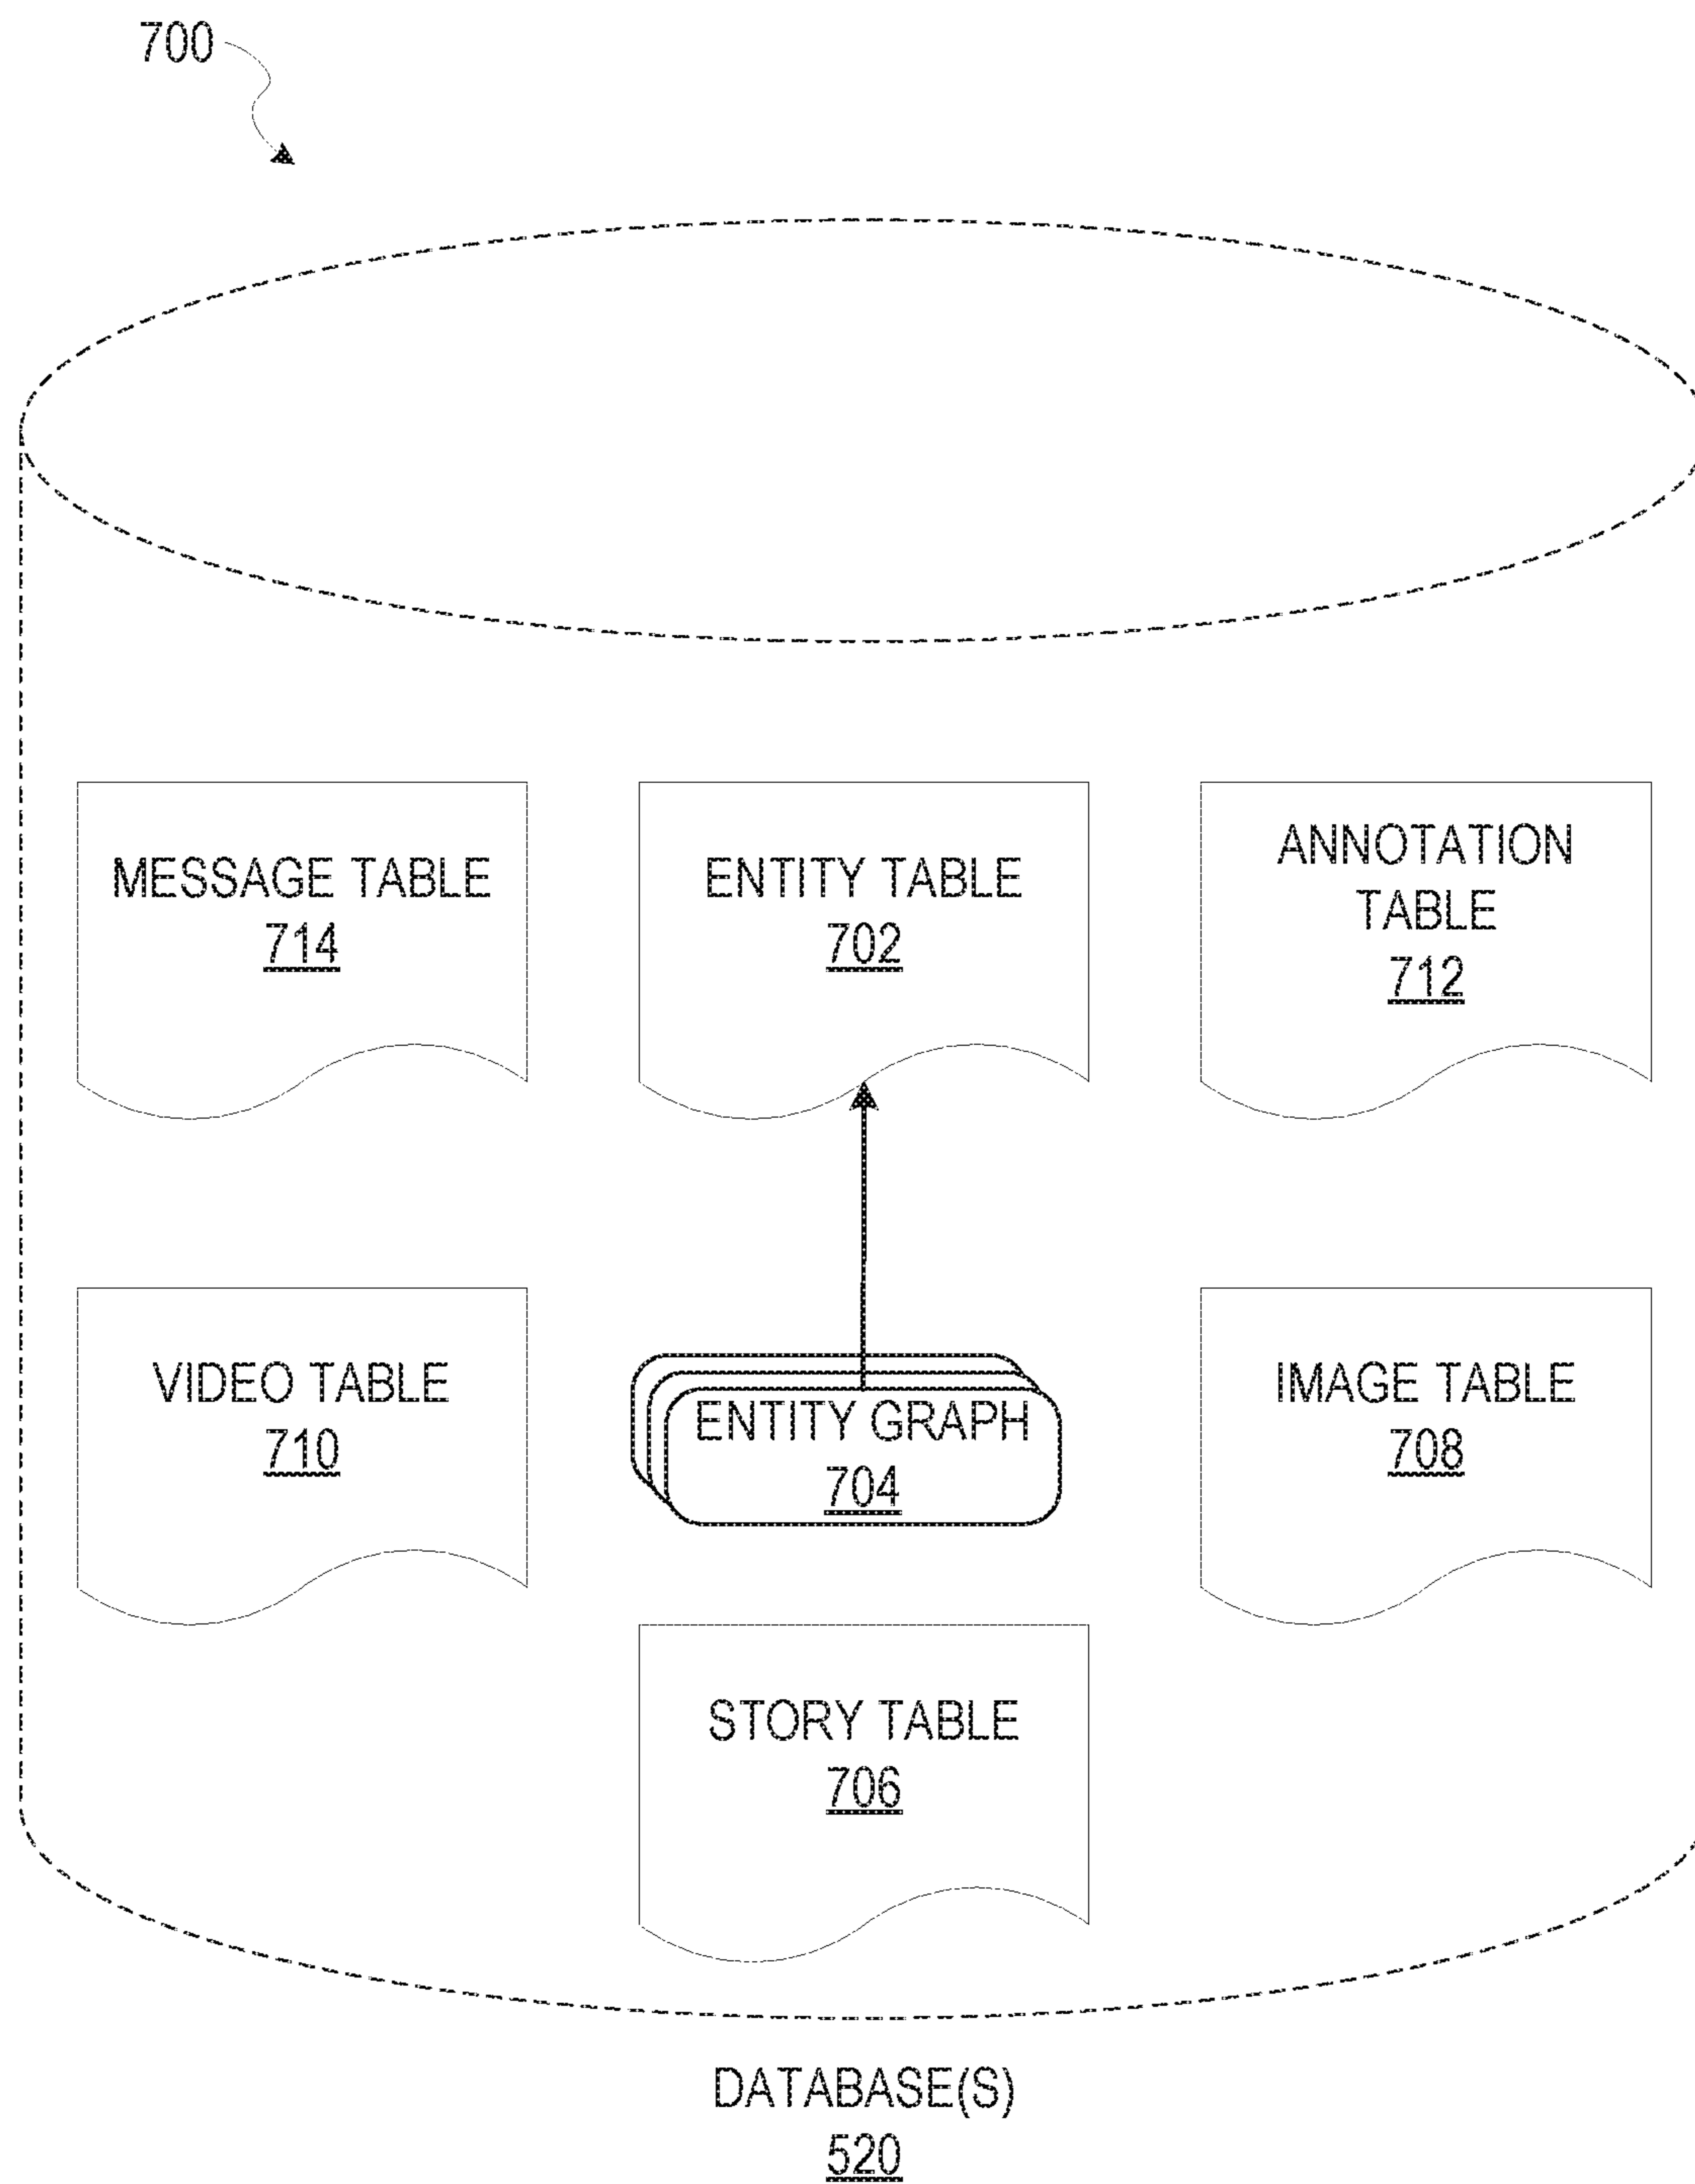 700
MESSAGE TABLE
714
ENTITY TABLE
702
ANNOTATION
TABLE
712
VIDEO TABLE
710
ENTITY GRAPH
704
IMAGE TABLE
708
STORY TABLE
706
DATABASE(S)
520